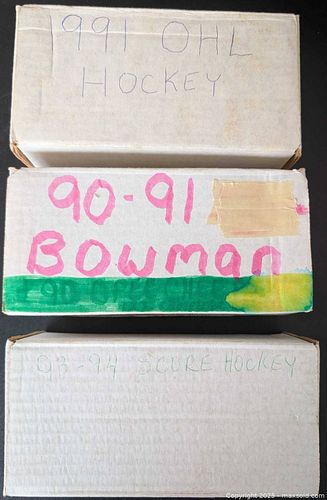 1991 OHL
HOCKEY
90-91
BOWMAN
93-94 SCORE HOCKEY
Copyright 2025 - maxsold.com